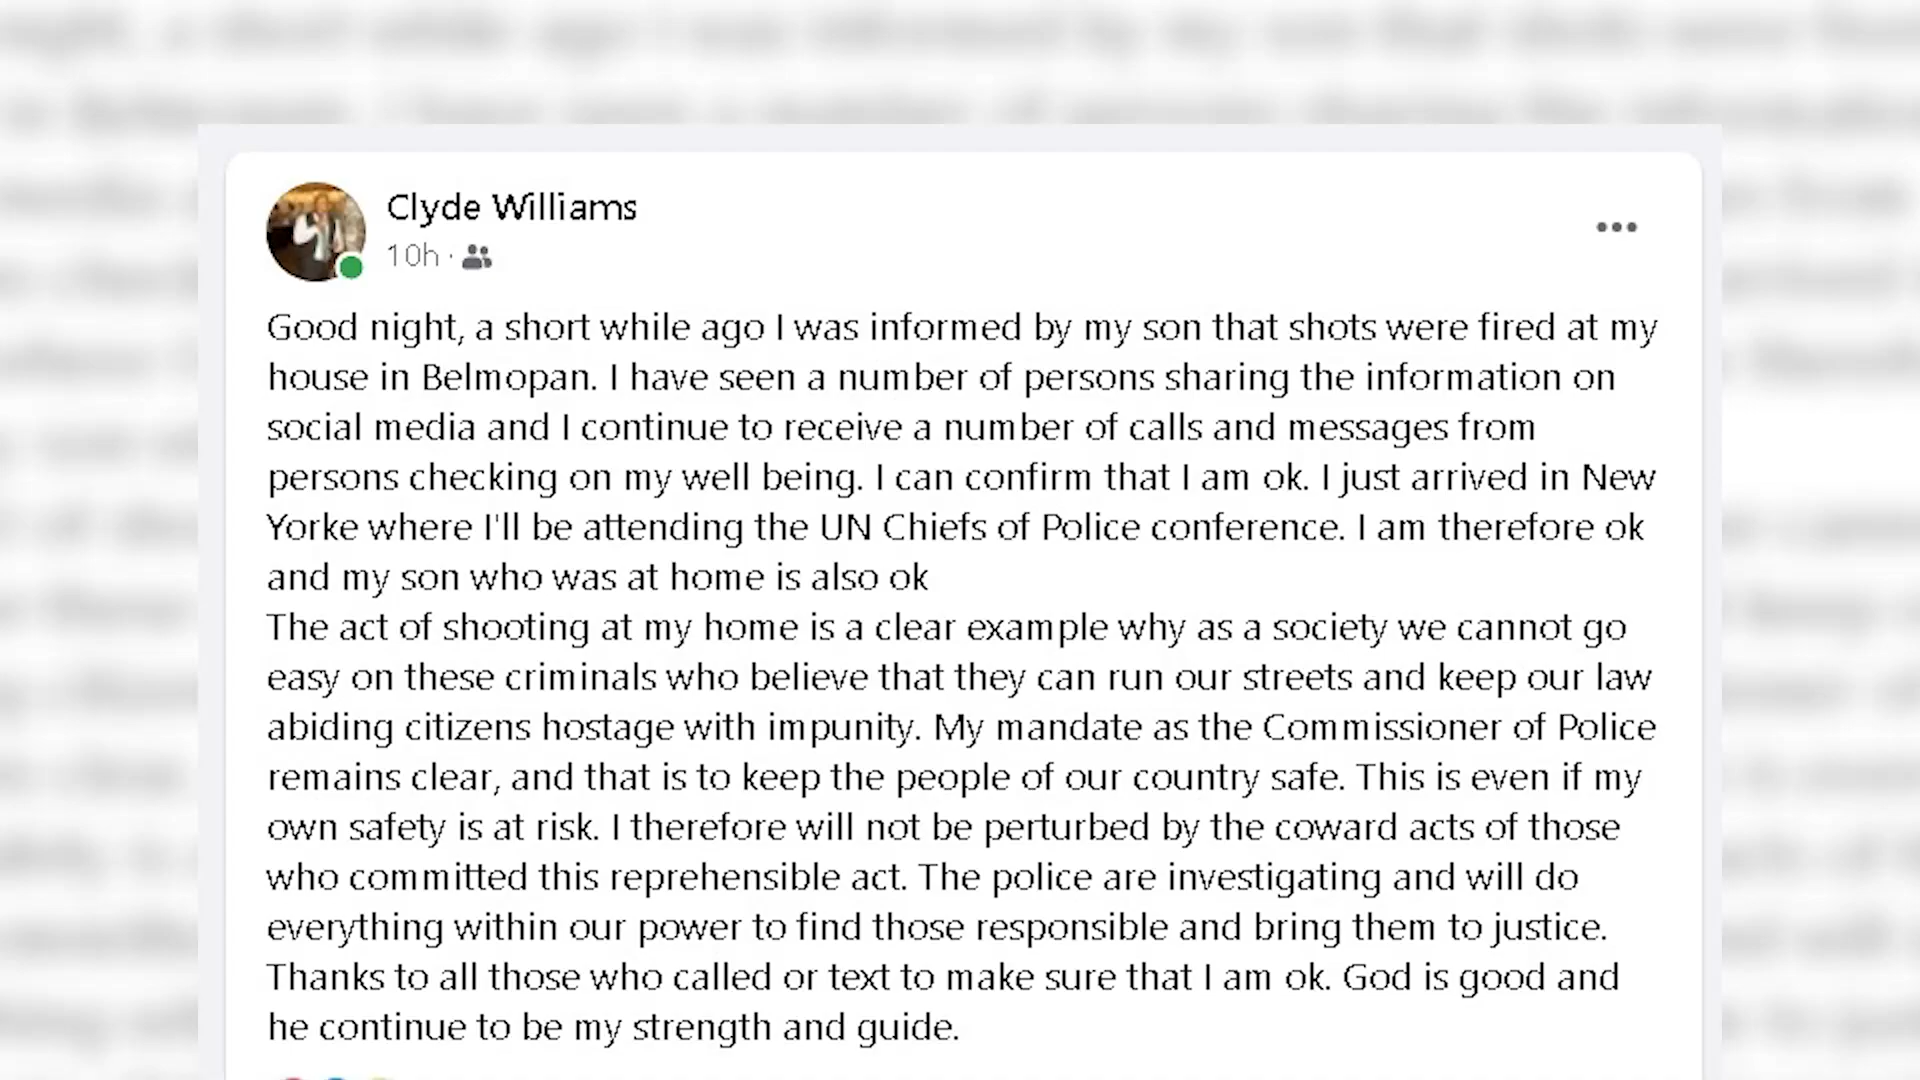 Clyde Williams
10h ·
Good night, a short while ago I was informed by my son that shots were fired at my
house in Belmopan. I have seen a number of persons sharing the information on
social media and I continue to receive a number of calls and messages from
persons checking on my well being. I can confirm that I am ok. I just arrived in New
Yorke where I'll be attending the UN Chiefs of Police conference. I am therefore ok
and my son who was at home is also ok
The act of shooting at my home is a clear example why as a society we cannot go
easy on these criminals who believe that they can run our streets and keep our law
abiding citizens hostage with impunity. My mandate as the Commissioner of Police
remains clear, and that is to keep the people of our country safe. This is even if my
own safety is at risk. I therefore will not be perturbed by the coward acts of those
who committed this reprehensible act. The police are investigating and will do
everything within our power to find those responsible and bring them to justice.
Thanks to all those who called or text to make sure that I am ok. God is good and
he continue to be my strength and guide.